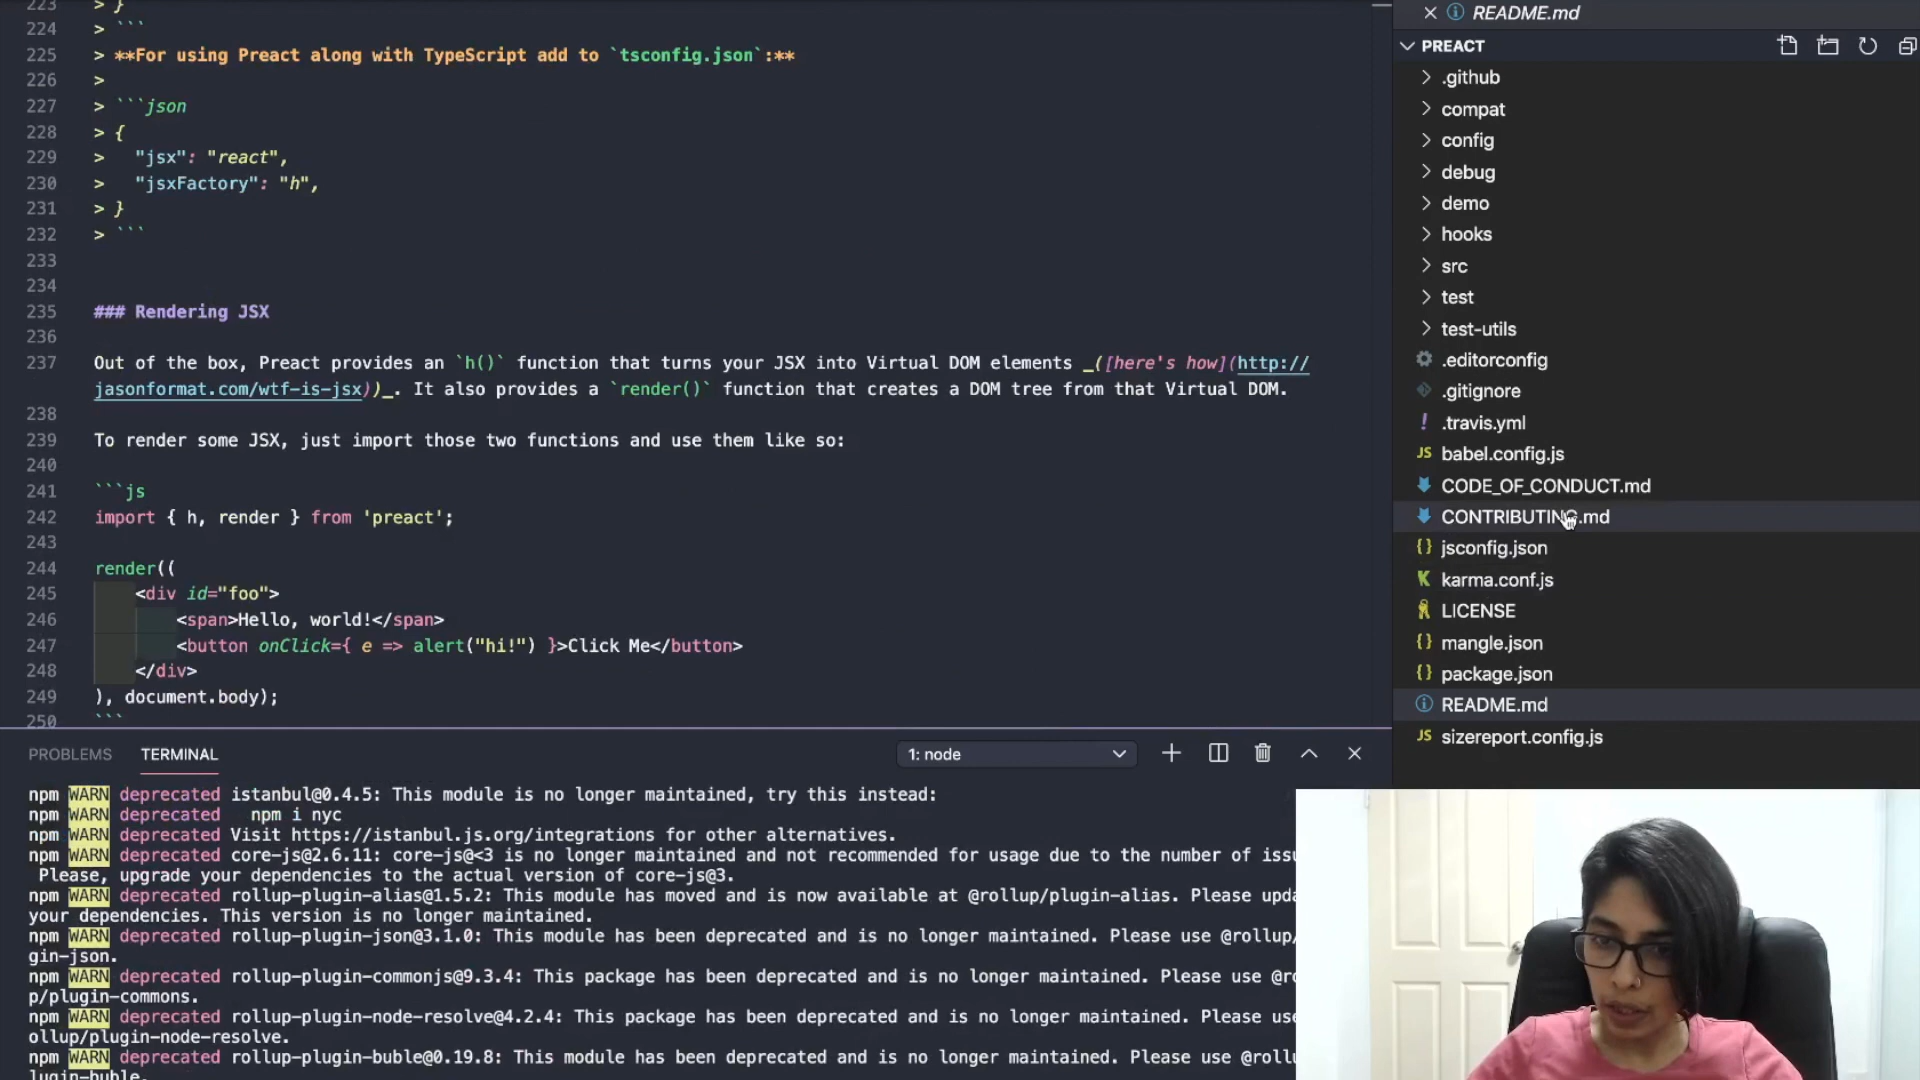 223 > }
224 > ```
225 > **For using Preact along with TypeScript add to `tsconfig.json`:**
226 >
227 > ```json
228 > {
229 >   "jsx": "react",
230 >   "jsxFactory": "h",
231 > }
232 > ```
233
234
235 ### Rendering JSX
236
237 Out of the box, Preact provides an `h()` function that turns your JSX into Virtual DOM elements _([here's how](http://
jasonformat.com/wtf-is-jsx))_. It also provides a `render()` function that creates a DOM tree from that Virtual DOM.
238
239 To render some JSX, just import those two functions and use them like so:
240
241 ```js
242 import { h, render } from 'preact';
243
244 render((
245     <div id="foo">
246         <span>Hello, world!</span>
247         <button onClick={ e => alert("hi!") }>Click Me</button>
248     </div>
249 ), document.body);
250 ```
README.md
PREACT
.github
compat
config
debug
demo
hooks
src
test
test-utils
.editorconfig
.gitignore
.travis.yml
JS babel.config.js
CODE_OF_CONDUCT.md
CONTRIBUTING.md
{} jsconfig.json
karma.conf.js
LICENSE
{} mangle.json
{} package.json
README.md
JS sizereport.config.js
PROBLEMS TERMINAL 1: node
npm WARN deprecated istanbul@0.4.5: This module is no longer maintained, try this instead:
npm WARN deprecated   npm i nyc
npm WARN deprecated Visit https://istanbul.js.org/integrations for other alternatives.
npm WARN deprecated core-js@2.6.11: core-js@<3 is no longer maintained and not recommended for usage due to the number of issu
Please, upgrade your dependencies to the actual version of core-js@3.
npm WARN deprecated rollup-plugin-alias@1.5.2: This module has moved and is now available at @rollup/plugin-alias. Please upda
your dependencies. This version is no longer maintained.
npm WARN deprecated rollup-plugin-json@3.1.0: This module has been deprecated and is no longer maintained. Please use @rollup/
gin-json.
npm WARN deprecated rollup-plugin-commonjs@9.3.4: This package has been deprecated and is no longer maintained. Please use @ro
p/plugin-commons.
npm WARN deprecated rollup-plugin-node-resolve@4.2.4: This package has been deprecated and is no longer maintained. Please use
ollup/plugin-node-resolve.
npm WARN deprecated rollup-plugin-buble@0.19.8: This module has been deprecated and is no longer maintained. Please use @roll
lugin-buble.